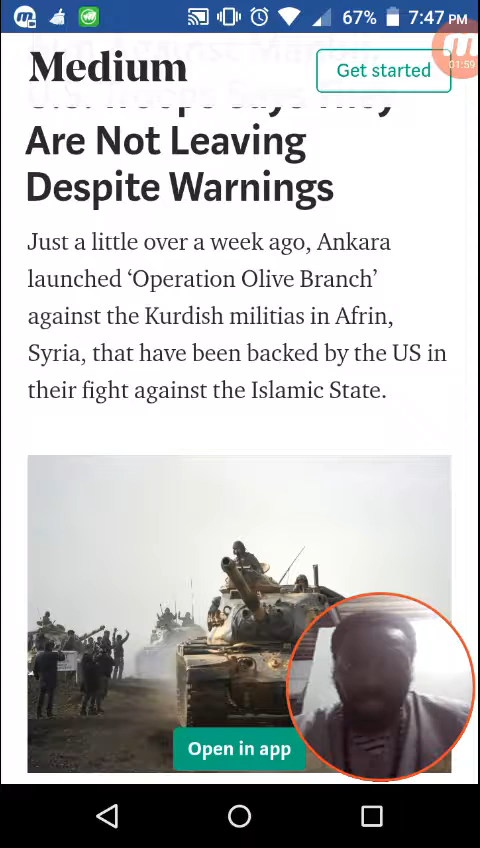 67% 7:47 PM
Medium
Get started
01:59
Are Not Leaving
Despite Warnings
Just a little over a week ago, Ankara
launched ‘Operation Olive Branch’
against the Kurdish militias in Afrin,
Syria, that have been backed by the US in
their fight against the Islamic State.
Open in app